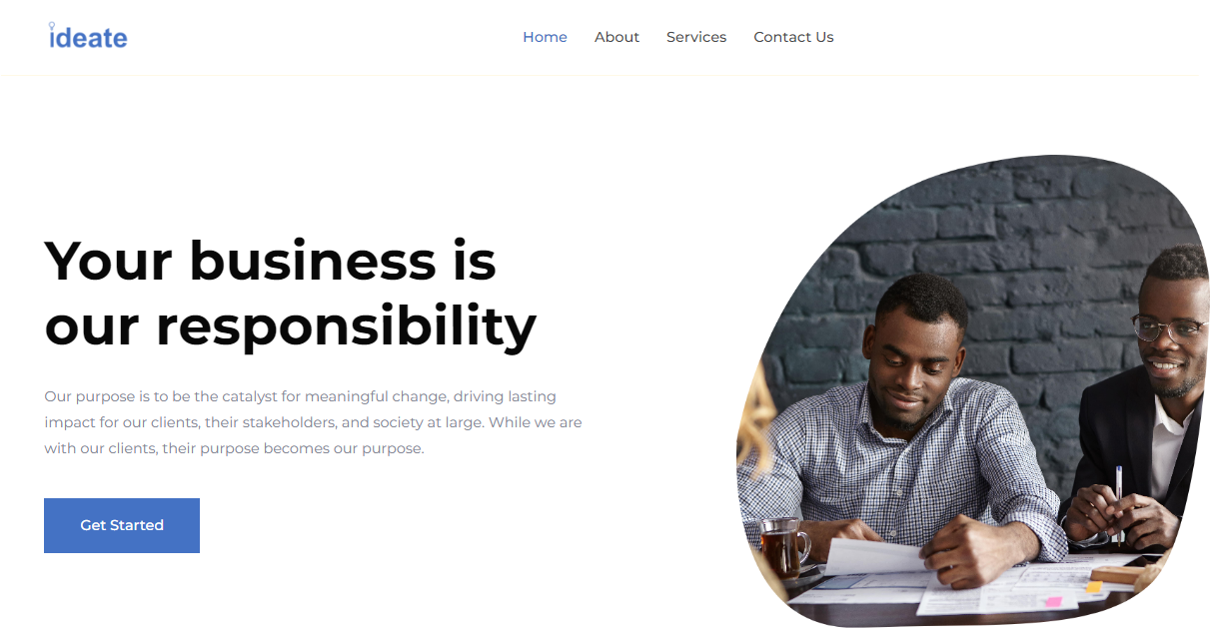 ideate
Home About Services Contact Us
Your business is
our responsibility
Our purpose is to be the catalyst for meaningful change, driving lasting
impact for our clients, their stakeholders, and society at large. While we are
with our clients, their purpose becomes our purpose.
Get Started